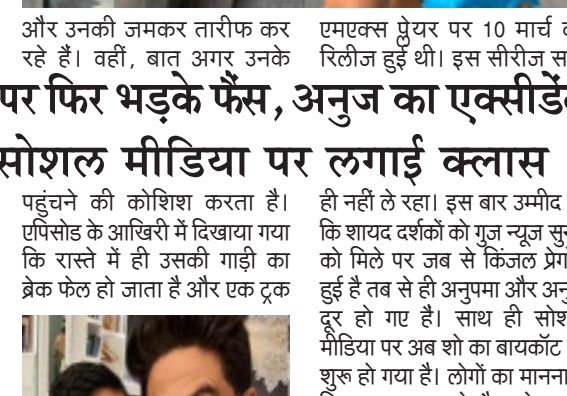 और उनकी जमकर तारीफ कर
रहे हैं। वहीं, बात अगर उनके
एमएक्स प्लेयर पर 10 मार्च
रिलीज हुई थी। इस सीरीज
पर फिर भड़के फैंस, अनुज का
सोशल मीडिया पर लगाई क्लास
पहुंचने की कोशिश करता है।
एपिसोड के आखिरी में दिखाया गया
कि रास्ते में ही उसकी गाड़ी का
ब्रेक फेल हो जाता है और एक ट्रक
ही नहीं ले रहा। इस बार उम्मीद
कि शायद दर्शकों को गुज न्यूज
को मिले पर जब से किंजल
हुई है तब से ही अनुपमा और
दूर हो गए हैं। साथ ही
मीडिया पर अब शो का बायकॉट
शुरू हो गया है। लोगों का मानना